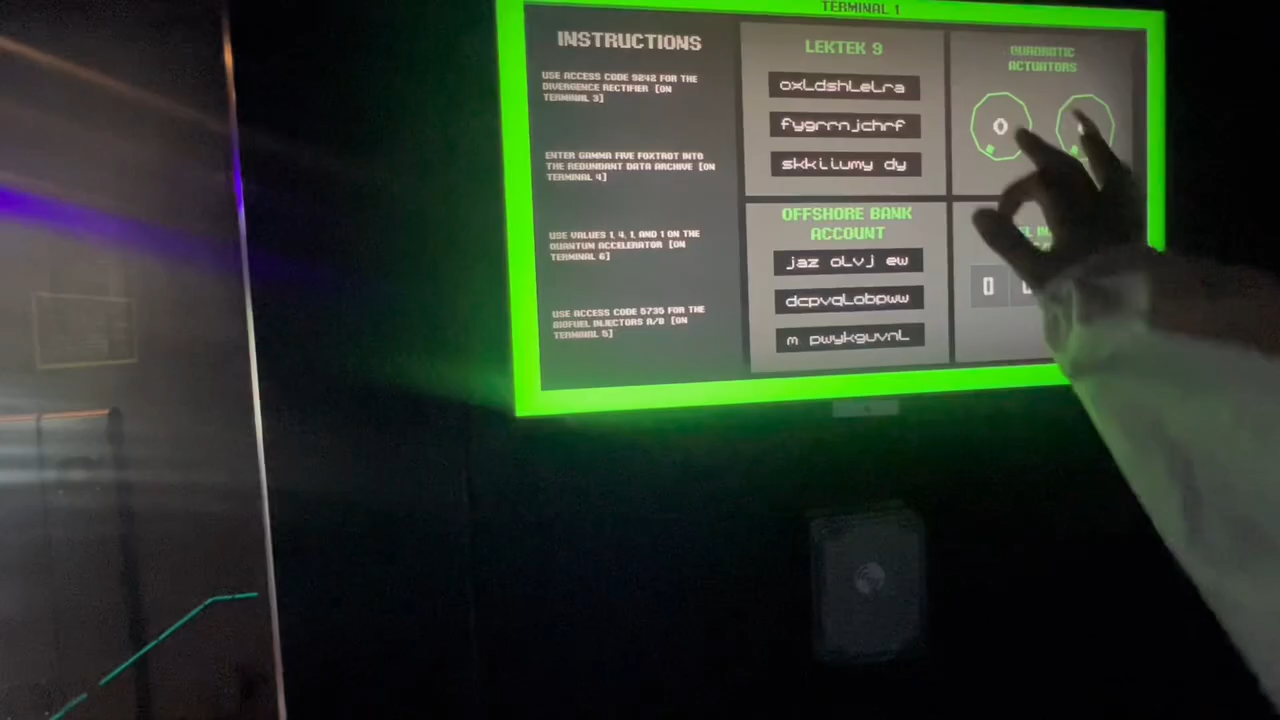 TERMINAL 1
INSTRUCTIONS
USE ACCESS CODE 9242 FOR THE
DIVERGENCE RECTIFIER [ON
TERMINAL 3]
ENTER GAMMA FIVE FOXTROT INTO
THE REDUNDANT DATA ARCHIVE [ON
TERMINAL 4]
USE VALUES 1, 4, 1, AND 1 ON THE
QUANTUM ACCELERATOR [ON
TERMINAL 6]
USE ACCESS CODE 5735 FOR THE
BIOFUEL INJECTORS A/B [ON
TERMINAL 5]
LEKTEK 9
oxLdshLeLra
fygrrnjchrf
skkiiumy dy
QUADRATIC
ACTUATORS
0
OFFSHORE BANK
ACCOUNT
jaz oLvj ew
dcpvqLabpww
m pwykguvnL
0